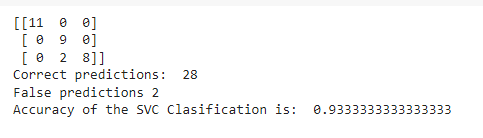 [[11  0  0]
 [ 0  9  0]
 [ 0  2  8]]
Correct predictions:  28
False predictions 2
Accuracy of the SVC Clasification is:  0.9333333333333333